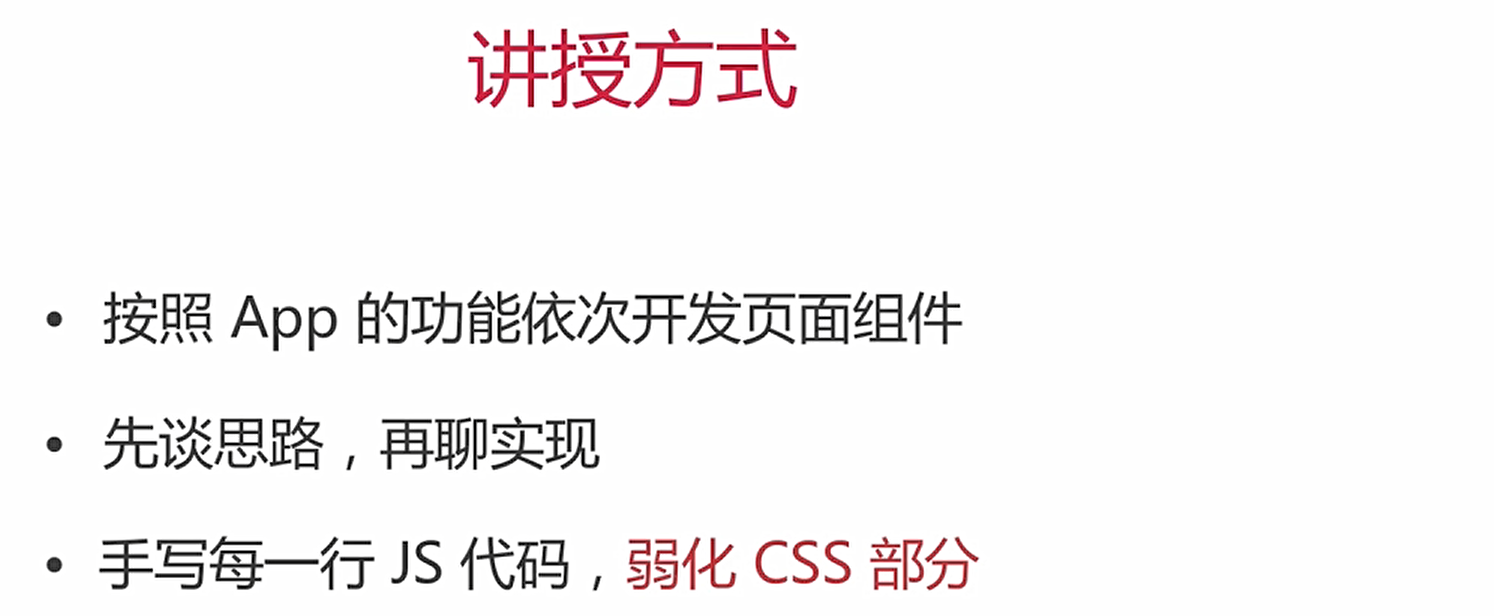 讲授方式
• 按照 App 的功能依次开发页面组件
• 先谈思路，再聊实现
• 手写每一行 JS 代码，弱化 CSS 部分